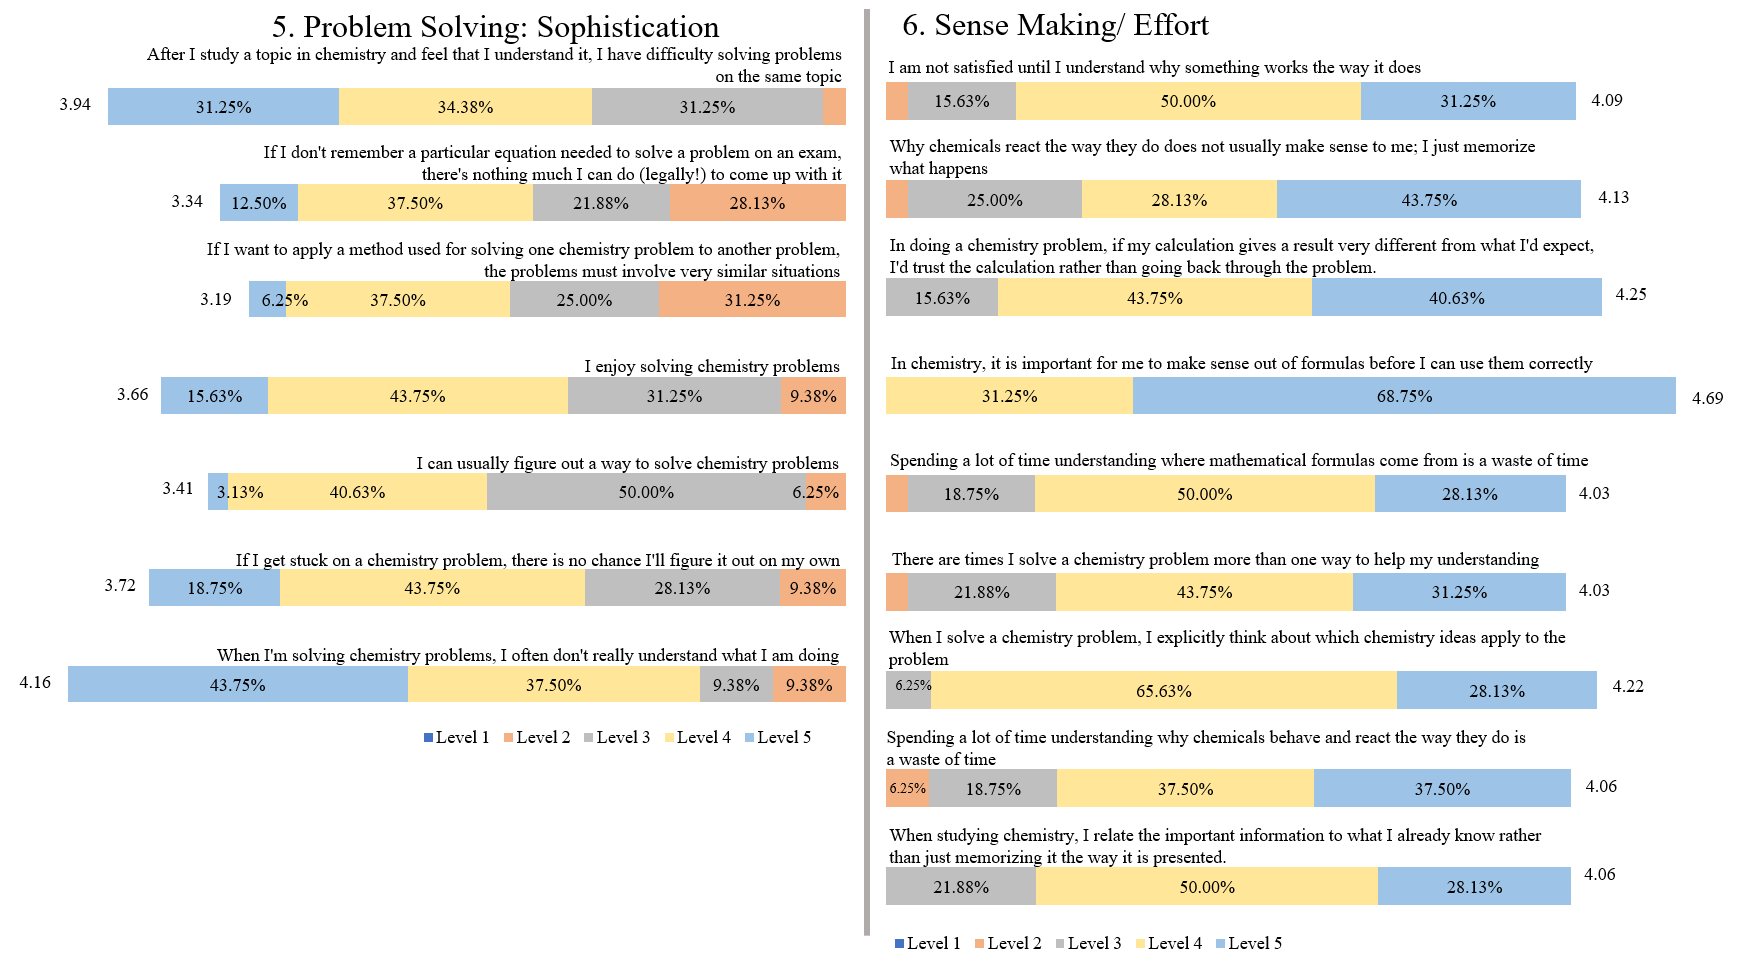 5. Problem Solving: Sophistication
After I study a topic in chemistry and feel that I understand it, I have difficulty solving problems
on the same topic
3.94
31.25%
34.38%
31.25%
If I don't remember a particular equation needed to solve a problem on an exam,
there's nothing much I can do (legally!) to come up with it
3.34
12.50%
37.50%
21.88%
28.13%
If I want to apply a method used for solving one chemistry problem to another problem,
the problems must involve very similar situations
3.19
6.25%
37.50%
25.00%
31.25%
I enjoy solving chemistry problems
3.66
15.63%
43.75%
31.25%
9.38%
I can usually figure out a way to solve chemistry problems
3.41
3.13%
40.63%
50.00%
6.25%
If I get stuck on a chemistry problem, there is no chance I'll figure it out on my own
3.72
18.75%
43.75%
28.13%
9.38%
When I'm solving chemistry problems, I often don't really understand what I am doing
4.16
43.75%
37.50%
9.38%
9.38%
Level 1
Level 2
Level 3
Level 4
Level 5
6. Sense Making/ Effort
I am not satisfied until I understand why something works the way it does
15.63%
50.00%
31.25%
4.09
Why chemicals react the way they do does not usually make sense to me; I just memorize
what happens
25.00%
28.13%
43.75%
4.13
In doing a chemistry problem, if my calculation gives a result very different from what I'd expect,
I'd trust the calculation rather than going back through the problem.
15.63%
43.75%
40.63%
4.25
In chemistry, it is important for me to make sense out of formulas before I can use them correctly
31.25%
68.75%
4.69
Spending a lot of time understanding where mathematical formulas come from is a waste of time
18.75%
50.00%
28.13%
4.03
There are times I solve a chemistry problem more than one way to help my understanding
21.88%
43.75%
31.25%
4.03
When I solve a chemistry problem, I explicitly think about which chemistry ideas apply to the
problem
6.25%
65.63%
28.13%
4.22
Spending a lot of time understanding why chemicals behave and react the way they do is
a waste of time
6.25%
18.75%
37.50%
37.50%
4.06
When studying chemistry, I relate the important information to what I already know rather
than just memorizing it the way it is presented.
21.88%
50.00%
28.13%
4.06
Level 1
Level 2
Level 3
Level 4
Level 5